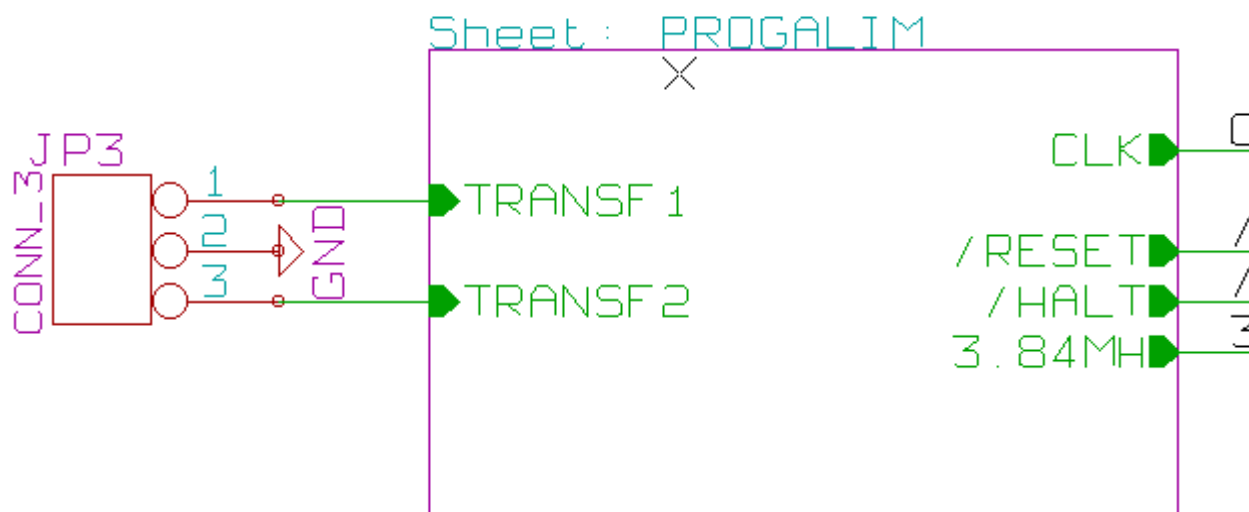 Sheet: PROGALIM
JP3
CONN_3
1
2
3
GND
TRANSF1
TRANSF2
CLK
/RESET
/HALT
3.84MH